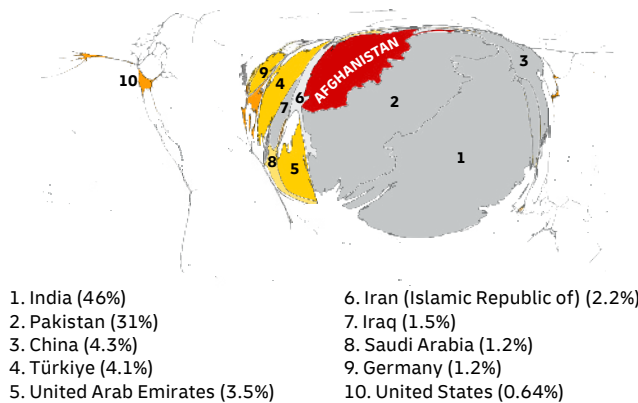 9
4
AFGHANISTAN
3
10
6
7
2
1
8
5
1. India (46%)
2. Pakistan (31%)
3. China (4.3%)
4. Türkiye (4.1%)
5. United Arab Emirates (3.5%)
6. Iran (Islamic Republic of) (2.2%)
7. Iraq (1.5%)
8. Saudi Arabia (1.2%)
9. Germany (1.2%)
10. United States (0.64%)